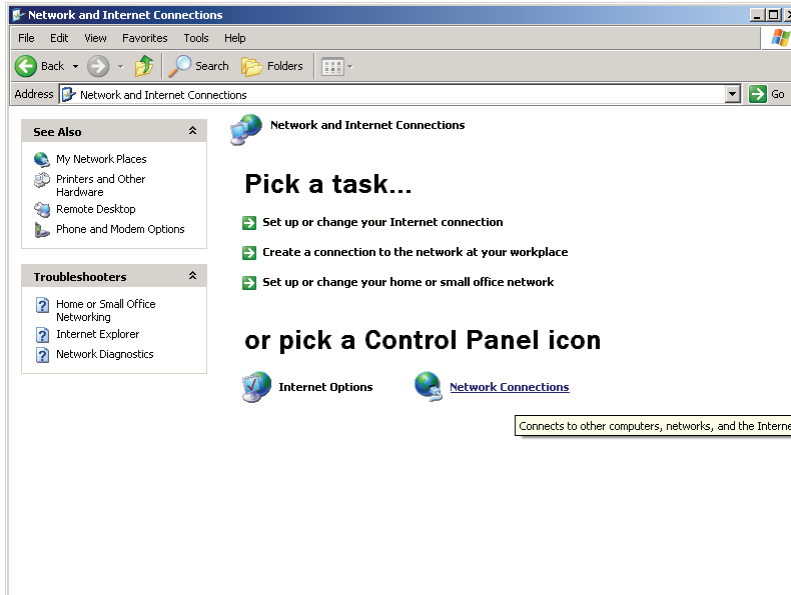 Network and Internet Connections
File Edit View Favorites Tools Help
Back Search Folders
Address Network and Internet Connections Go
See Also
My Network Places
Printers and Other
Hardware
Remote Desktop
Phone and Modem Options
Troubleshooters
Home or Small Office
Networking
Internet Explorer
Network Diagnostics
Network and Internet Connections
Pick a task...
Set up or change your Internet connection
Create a connection to the network at your workplace
Set up or change your home or small office network
or pick a Control Panel icon
Internet Options Network Connections
Connects to other computers, networks, and the Interne